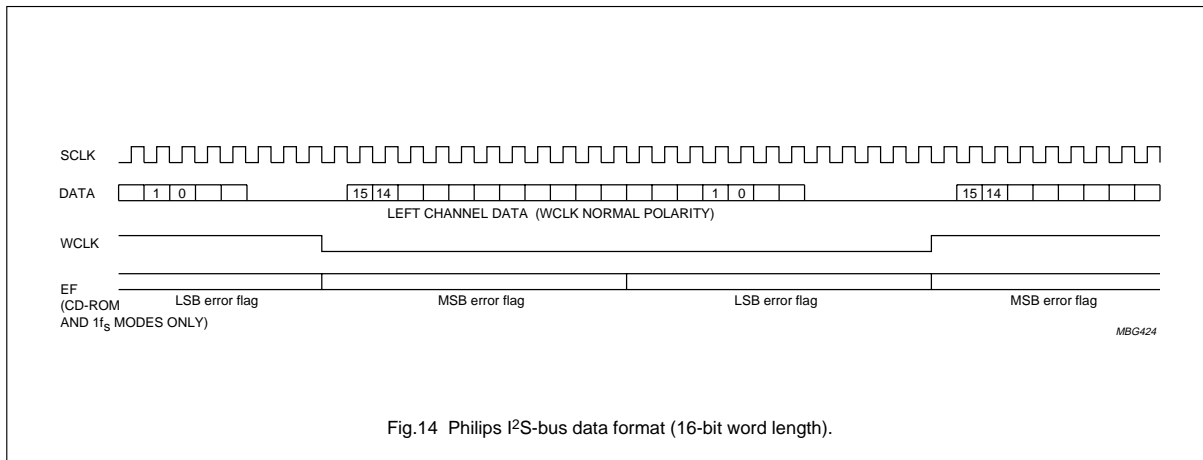 SCLK
DATA
1 0
15 14
1 0
15 14
LEFT CHANNEL DATA (WCLK NORMAL POLARITY)
WCLK
EF
(CD-ROM
AND 1fs MODES ONLY)
LSB error flag
MSB error flag
LSB error flag
MSB error flag
MBG424
Fig.14 Philips I²S-bus data format (16-bit word length).